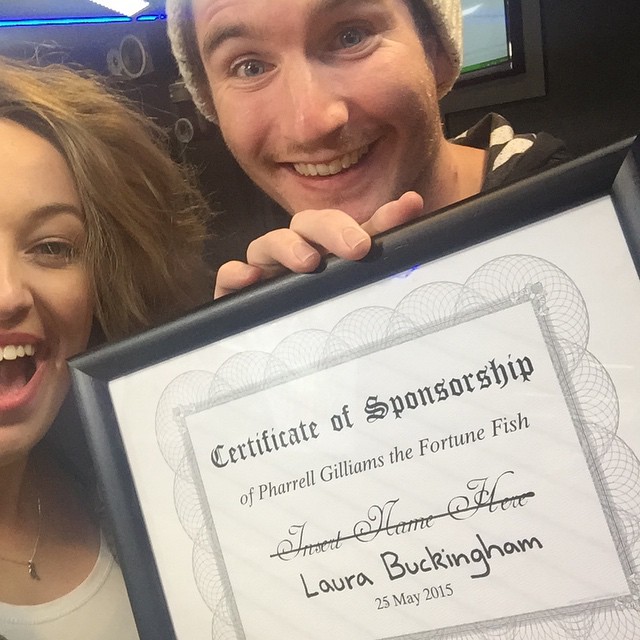 Certificate of Sponsorship
of Pharrell Gilliams the Fortune Fish
Insert Name Here
Laura Buckingham
25 May 2015